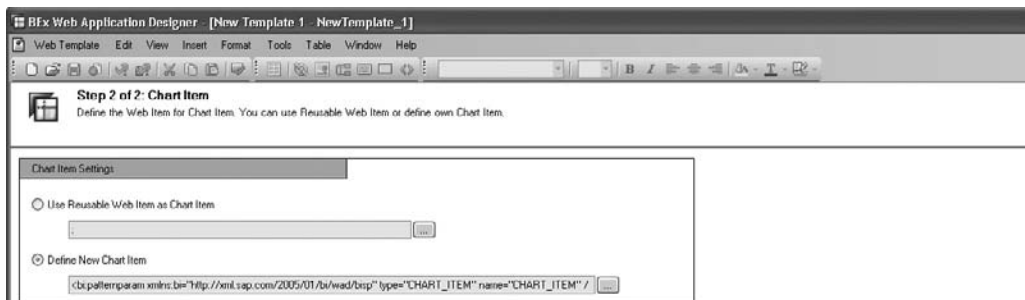 BEx Web Application Designer - [New Template 1 - NewTemplate_1]
Web Template Edit View Insert Format Tools Table Window Help
B I T
Step 2 of 2: Chart Item
Define the Web Item for Chart Item. You can use Reusable Web Item or define own Chart Item.
Chart Item Settings
Use Reusable Web Item as Chart Item
...
Define New Chart Item
<bi:patternparam xmlns:bi="http://xml.sap.com/2005/01/bi/wad/bisp" type="CHART_ITEM" name="CHART_ITEM" / ...